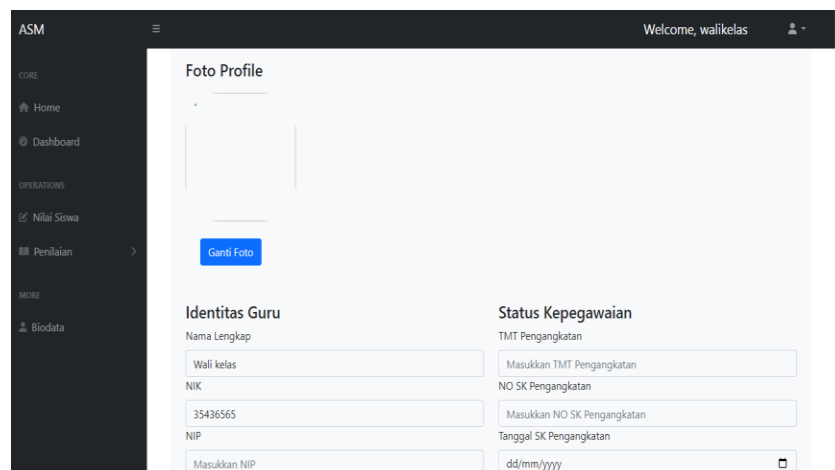 ASM
Welcome, walikelas
CORE
Home
Dashboard
OPERATIONS
Nilai Siswa
Penilaian
MORE
Biodata
Foto Profile
Ganti Foto
Identitas Guru
Nama Lengkap
Wali kelas
NIK
35436565
NIP
Masukkan NIP
Status Kepegawaian
TMT Pengangkatan
Masukkan TMT Pengangkatan
NO SK Pengangkatan
Masukkan NO SK Pengangkatan
Tanggal SK Pengangkatan
dd/mm/yyyy